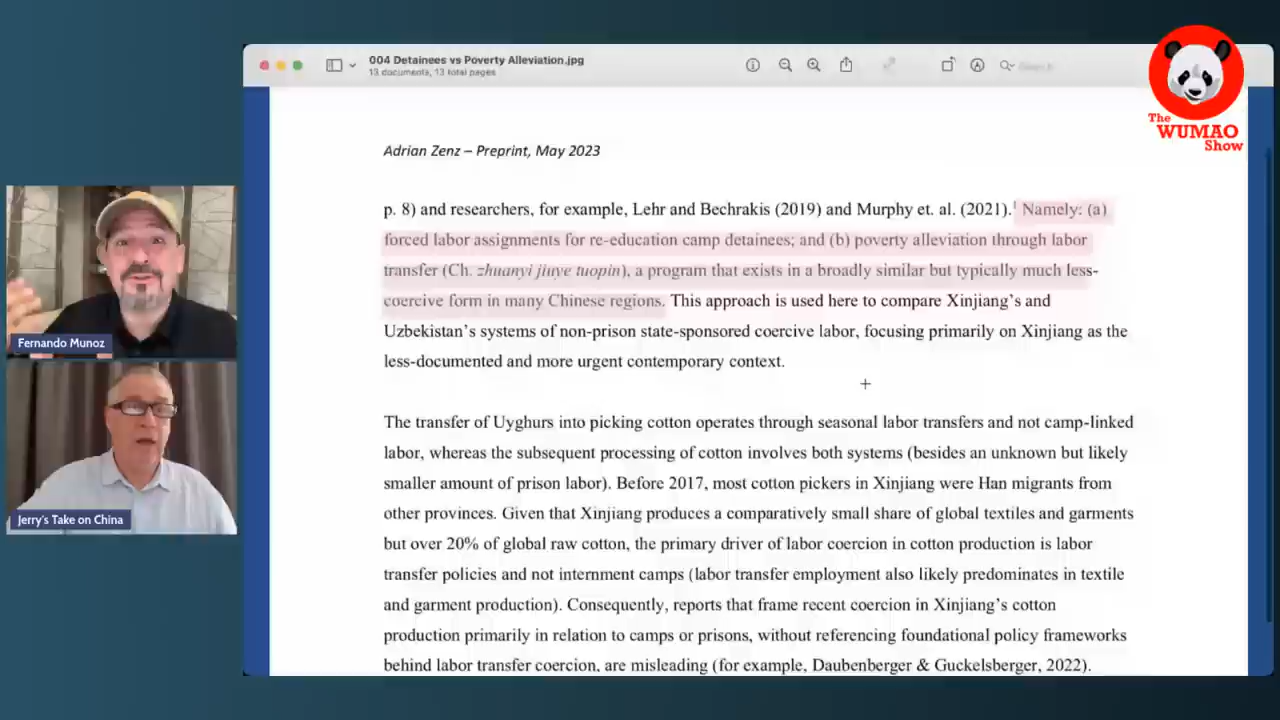 004 Detainees vs Poverty Alleviation.jpg
13 documents, 13 total pages
Search
The
WUMAO
Show
Adrian Zenz – Preprint, May 2023
p. 8) and researchers, for example, Lehr and Bechrakis (2019) and Murphy et. al. (2021).¹ Namely: (a)
forced labor assignments for re-education camp detainees; and (b) poverty alleviation through labor
transfer (Ch. zhuanyi jiuye tuopin), a program that exists in a broadly similar but typically much less-
coercive form in many Chinese regions. This approach is used here to compare Xinjiang's and
Uzbekistan's systems of non-prison state-sponsored coercive labor, focusing primarily on Xinjiang as the
less-documented and more urgent contemporary context.
The transfer of Uyghurs into picking cotton operates through seasonal labor transfers and not camp-linked
labor, whereas the subsequent processing of cotton involves both systems (besides an unknown but likely
smaller amount of prison labor). Before 2017, most cotton pickers in Xinjiang were Han migrants from
other provinces. Given that Xinjiang produces a comparatively small share of global textiles and garments
but over 20% of global raw cotton, the primary driver of labor coercion in cotton production is labor
transfer policies and not internment camps (labor transfer employment also likely predominates in textile
and garment production). Consequently, reports that frame recent coercion in Xinjiang's cotton
production primarily in relation to camps or prisons, without referencing foundational policy frameworks
behind labor transfer coercion, are misleading (for example, Daubenberger & Guckelsberger, 2022).
Fernando Munoz
Jerry's Take on China